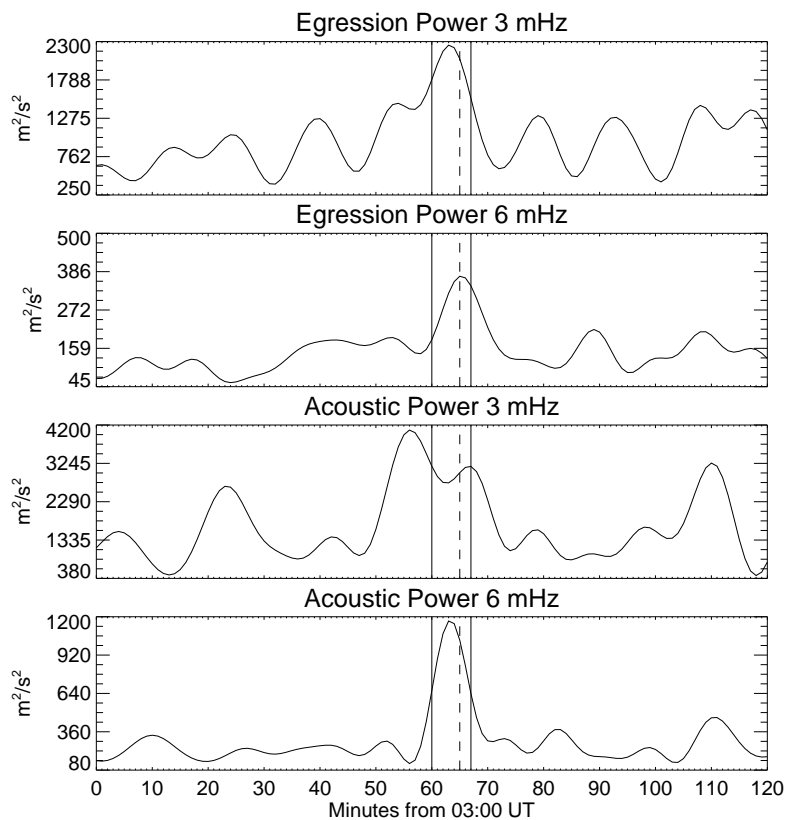 Egression Power 3 mHz
2300
1788
1275
762
250
m²/s²
Egression Power 6 mHz
500
386
272
159
45
m²/s²
Acoustic Power 3 mHz
4200
3245
2290
1335
380
m²/s²
Acoustic Power 6 mHz
1200
920
640
360
80
m²/s²
0 10 20 30 40 50 60 70 80 90 100 110 120
Minutes from 03:00 UT